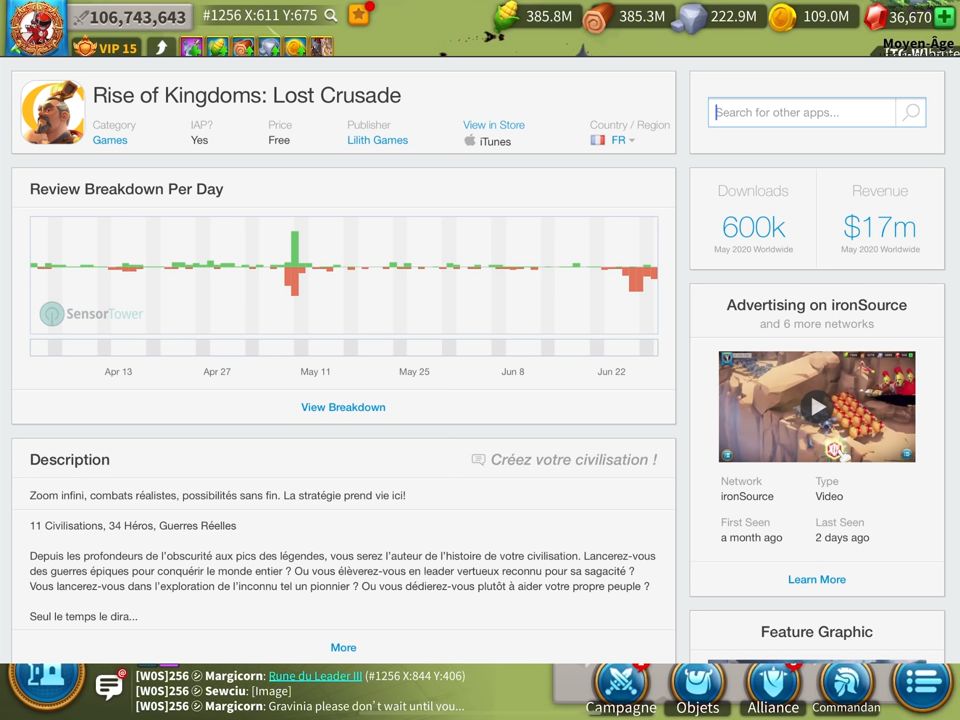 106,743,643
#1256 X:611 Y:675
385.8M
385.3M
222.9M
109.0M
36,670
VIP 15
Moyen-Âge
Rise of Kingdoms: Lost Crusade
Category
IAP?
Price
Publisher
View in Store
Country / Region
Games
Yes
Free
Lilith Games
iTunes
FR
Search for other apps...
Review Breakdown Per Day
SensorTower
Apr 13
Apr 27
May 11
May 25
Jun 8
Jun 22
View Breakdown
Downloads
Revenue
600k
$17m
May 2020 Worldwide
May 2020 Worldwide
Advertising on ironSource
and 6 more networks
Network
Type
ironSource
Video
First Seen
Last Seen
a month ago
2 days ago
Learn More
Feature Graphic
Description
Créez votre civilisation !
Zoom infini, combats réalistes, possibilités sans fin. La stratégie prend vie ici!
11 Civilisations, 34 Héros, Guerres Réelles
Depuis les profondeurs de l'obscurité aux pics des légendes, vous serez l'auteur de l'histoire de votre civilisation. Lancerez-vous
des guerres épiques pour conquérir le monde entier ? Ou vous élèverez-vous en leader vertueux reconnu pour sa sagacité ?
Vous lancerez-vous dans l'exploration de l'inconnu tel un pionnier ? Ou vous dédierez-vous plutôt à aider votre propre peuple ?
Seul le temps le dira...
More
[W0S]256 Margicorn: Rune du Leader III (#1256 X:844 Y:406)
[W0S]256 Sewciu: [Image]
[W0S]256 Margicorn: Gravinia please don't wait until you...
Campagne
Objets
Alliance
Commandan